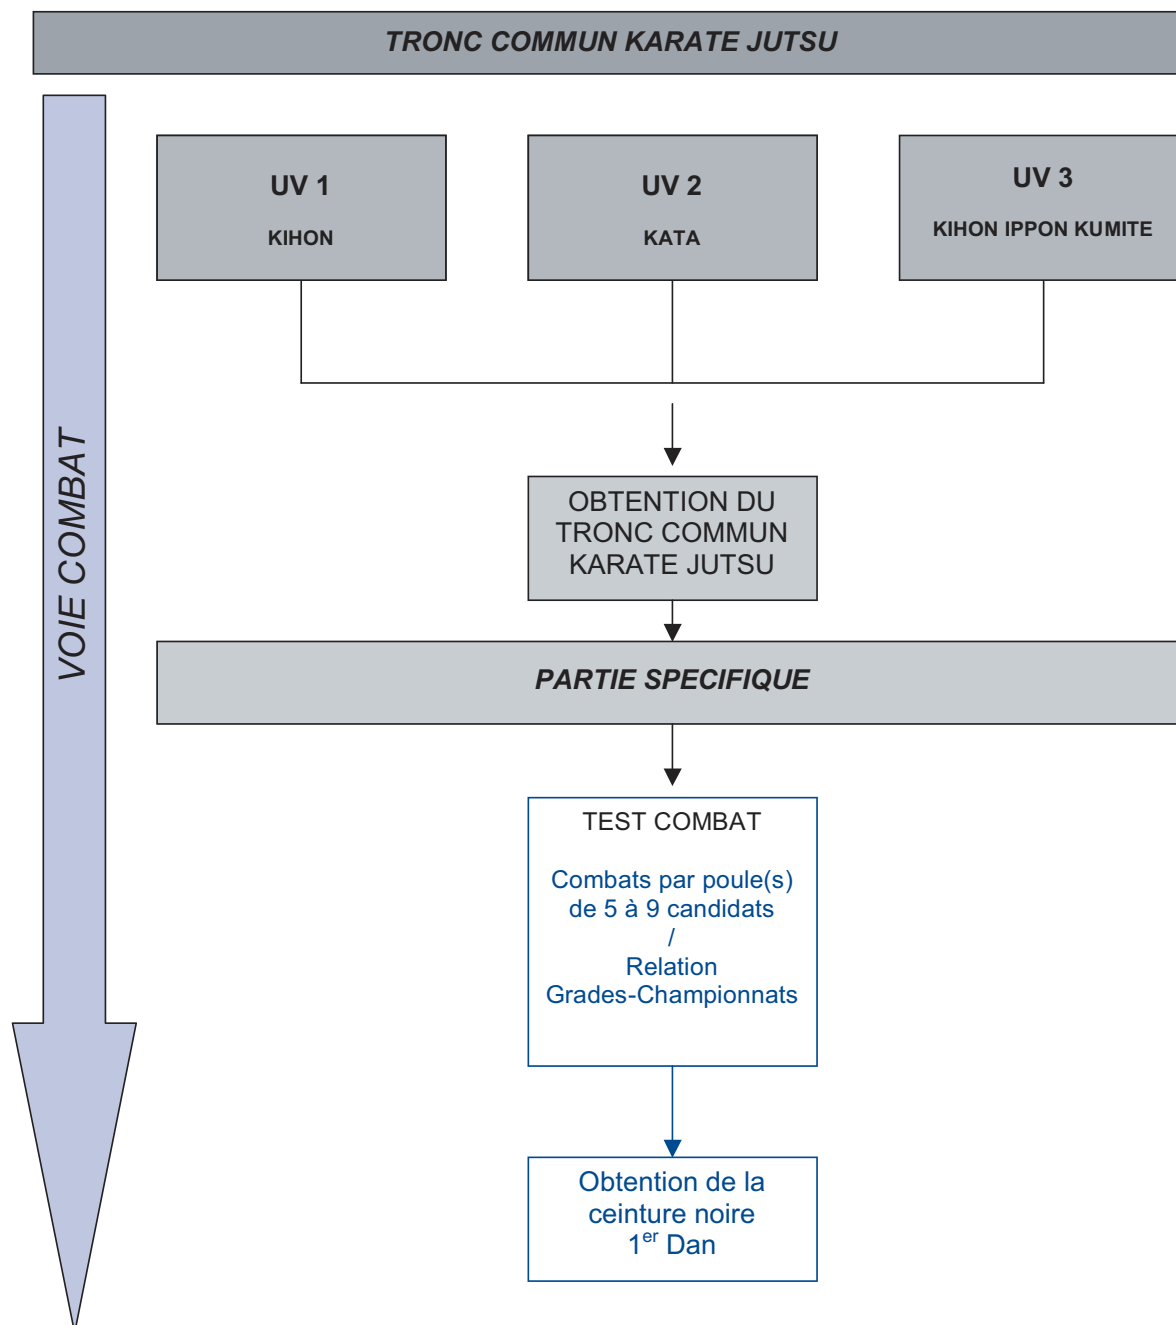 TRONC COMMUN KARATE JUTSU
VOIE COMBAT
UV 1
KIHON
UV 2
KATA
UV 3
KIHON IPPON KUMITE
OBTENTION DU
TRONC COMMUN
KARATE JUTSU
PARTIE SPECIFIQUE
TEST COMBAT
Combats par poule(s)
de 5 à 9 candidats
/
Relation
Grades-Championnats
Obtention de la
ceinture noire
1er Dan